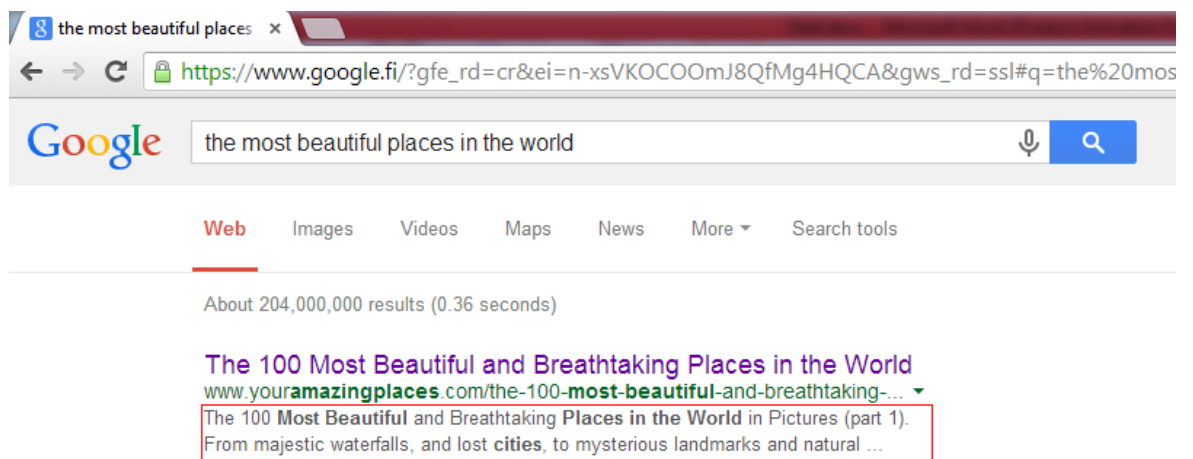 the most beautiful places ×
https://www.google.fi/?gfe_rd=cr&ei=n-xsVKOCOOmJ8QfMg4HQCA&gws_rd=ssl#q=the%20mos
Google the most beautiful places in the world
Web Images Videos Maps News More Search tools
About 204,000,000 results (0.36 seconds)
The 100 Most Beautiful and Breathtaking Places in the World
www.youramazingplaces.com/the-100-most-beautiful-and-breathtaking-...
The 100 Most Beautiful and Breathtaking Places in the World in Pictures (part 1).
From majestic waterfalls, and lost cities, to mysterious landmarks and natural ...